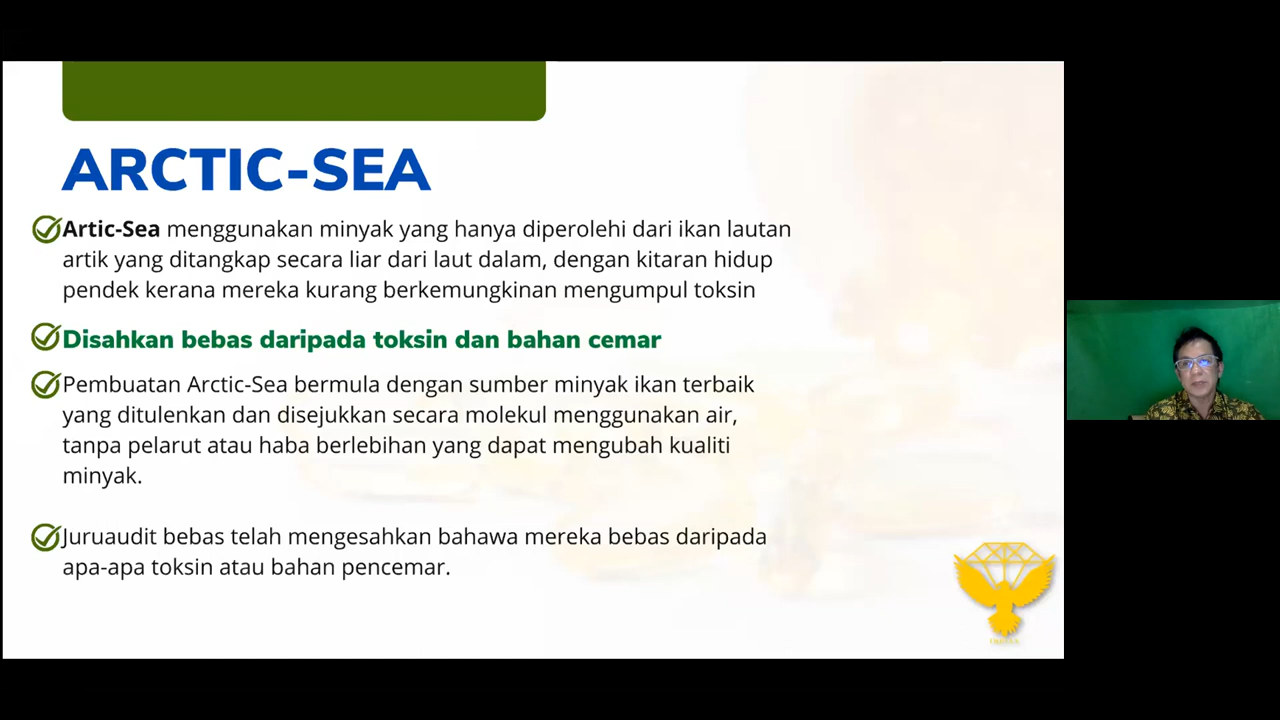 ARCTIC-SEA
Artic-Sea menggunakan minyak yang hanya diperolehi dari ikan lautan
artik yang ditangkap secara liar dari laut dalam, dengan kitaran hidup
pendek kerana mereka kurang berkemungkinan mengumpul toksin
Disahkan bebas daripada toksin dan bahan cemar
Pembuatan Arctic-Sea bermula dengan sumber minyak ikan terbaik
yang ditulenkan dan disejukkan secara molekul menggunakan air,
tanpa pelarut atau haba berlebihan yang dapat mengubah kualiti
minyak.
Juruaudit bebas telah mengesahkan bahawa mereka bebas daripada
apa-apa toksin atau bahan pencemar.